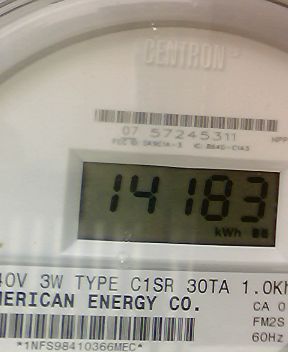 CENTRON
07 57245311
14183
kWh
40V 3W TYPE C1SR 30TA 1.0Kh
MERICAN ENERGY CO.
CA 0
FM2S
60Hz
*1NFS98410366MEC*